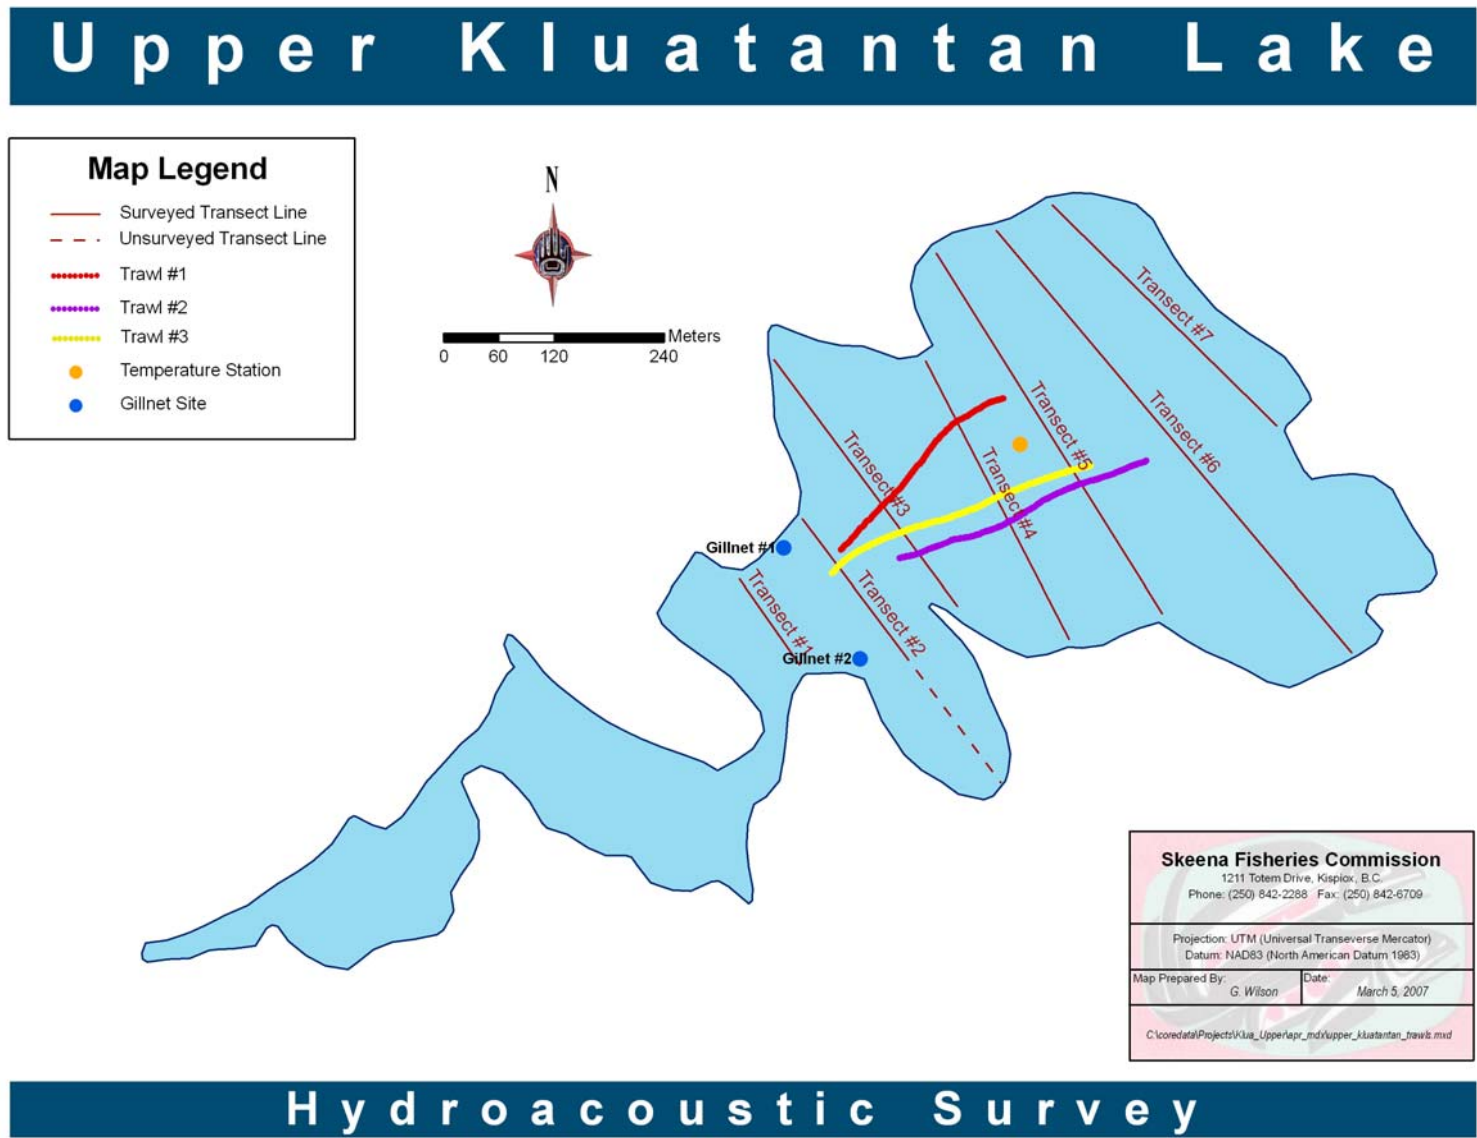 Upper Kluatantan Lake
Map Legend
Surveyed Transect Line
Unsurveyed Transect Line
Trawl #1
Trawl #2
Trawl #3
Temperature Station
Gillnet Site
N
Meters
0 60 120 240
Transect #7
Transect #6
Transect #5
Transect #4
Transect #3
Gillnet #1
Transect #2
Transect #1
Gillnet #2
Skeena Fisheries Commission
1211 Totem Drive, Kispiox, B.C.
Phone: (250) 842-2288 Fax: (250) 842-6709
Projection: UTM (Universal Transeverse Mercator)
Datum: NAD83 (North American Datum 1983)
Map Prepared By: G. Wilson
Date: March 5, 2007
C:\coredata\Projects\Klua_Upper\apr_mdx\upper_kluatantan_trawls.mxd
Hydroacoustic Survey